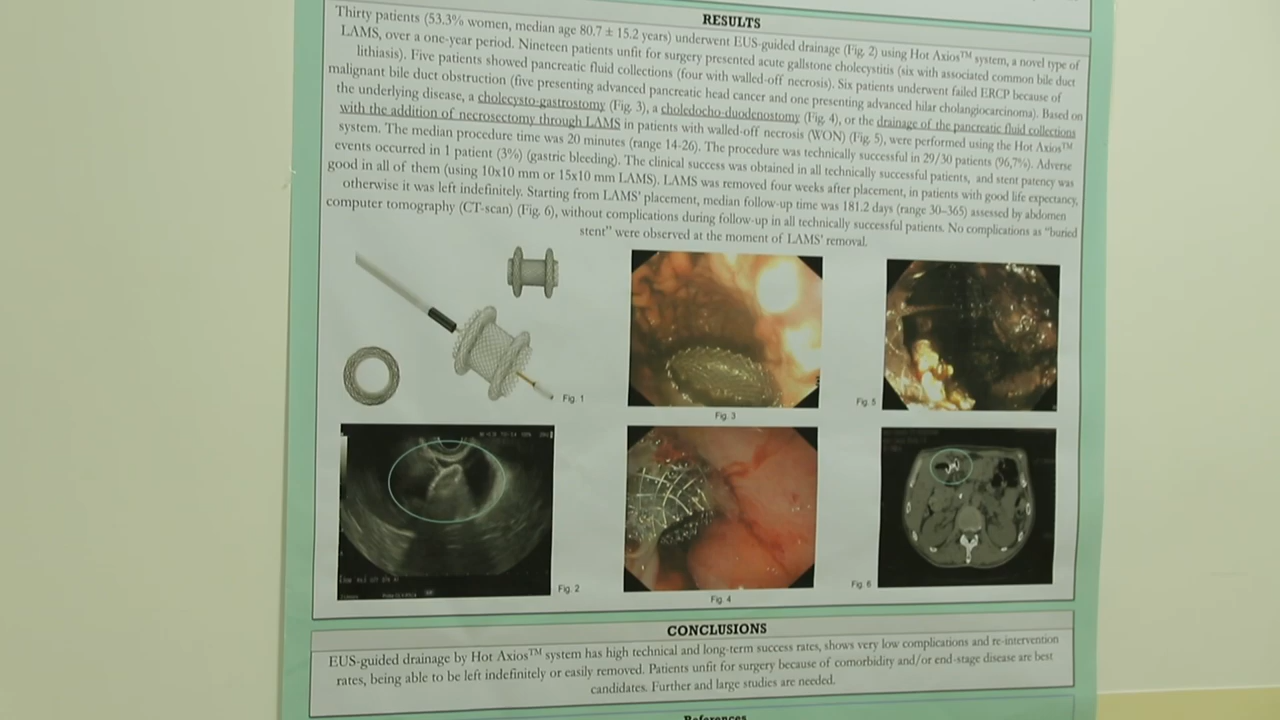 RESULTS
Thirty patients (53.3% women, median age 80.7 ± 15.2 years) underwent EUS-guided drainage (Fig. 2) using Hot Axios™ system, a novel type of
LAMS, over a one-year period. Nineteen patients unfit for surgery presented acute gallstone cholecystitis (six with associated common bile duct
lithiasis). Five patients showed pancreatic fluid collections (four with walled-off necrosis). Six patients underwent failed ERCP because of
malignant bile duct obstruction (five presenting advanced pancreatic head cancer and one presenting advanced hilar cholangiocarcinoma). Based on
the underlying disease, a cholecysto-gastrostomy (Fig. 3), a choledocho-duodenostomy (Fig. 4), or the drainage of the pancreatic fluid collections
with the addition of necrosectomy through LAMS in patients with walled-off necrosis (WON) (Fig. 5), were performed using the Hot Axios™
system. The median procedure time was 20 minutes (range 14-26). The procedure was technically successful in 29/30 patients (96,7%). Adverse
events occurred in 1 patient (3%) (gastric bleeding). The clinical success was obtained in all technically successful patients, and stent patency was
good in all of them (using 10x10 mm or 15x10 mm LAMS). LAMS was removed four weeks after placement, in patients with good life expectancy,
otherwise it was left indefinitely. Starting from LAMS' placement, median follow-up time was 181.2 days (range 30–365) assessed by abdomen
computer tomography (CT-scan) (Fig. 6), without complications during follow-up in all technically successful patients. No complications as "buried
stent" were observed at the moment of LAMS' removal.
Fig. 1
Fig. 3
Fig. 5
Fig. 2
Fig. 4
Fig. 6
CONCLUSIONS
EUS-guided drainage by Hot Axios™ system has high technical and long-term success rates, shows very low complications and re-intervention
rates, being able to be left indefinitely or easily removed. Patients unfit for surgery because of comorbidity and/or end-stage disease are best
candidates. Further and large studies are needed.
References